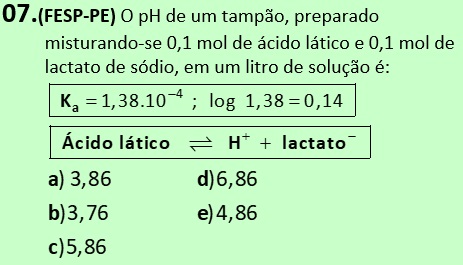 07.(FESP-PE) O pH de um tampão, preparado
misturando-se 0,1 mol de ácido lático e 0,1 mol de
lactato de sódio, em um litro de solução é:
Kₐ = 1,38.10⁻⁴ ; log 1,38 = 0,14
Ácido lático ⇌ H⁺ + lactato⁻
a) 3,86 d)6,86
b)3,76 e)4,86
c)5,86